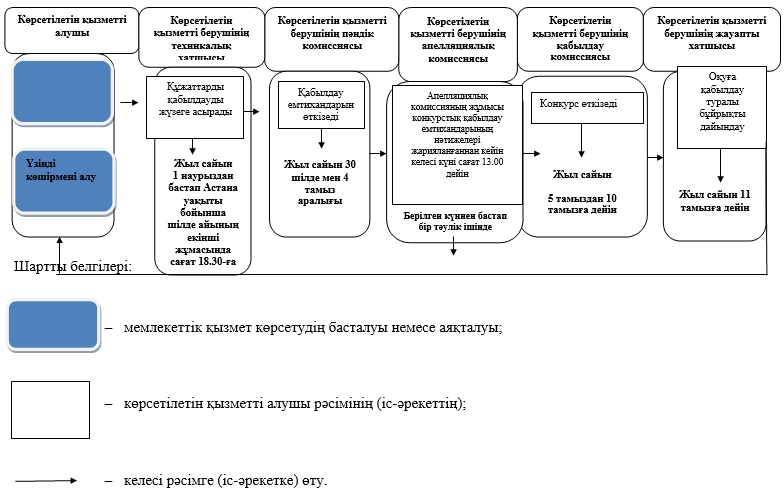 Көрсетілетін қызметті
алушы
Көрсетілетін
қызметті берушінің
техникалық
хатшысы
Көрсетілетін қызметті
берушінің пәндік
комиссиясы
Көрсетілетін
қызметті берушінің
апелляциялық
комиссиясы
Көрсетілетін
қызметті берушінің
қабылдау
комиссиясы
Көрсетілетін қызметті
берушінің жауапты
хатшысы
Үзінді
көшірмені алу
Құжаттарды
қабылдауды
жүзеге асырады
Жыл сайын
1 наурыздан
бастап Астана
уақыты
бойынша
шілде айының
екінші
жұмасында
сағат 18.30-ға
Қабылдау
емтихандарын
өткізеді
Жыл сайын 30
шілде мен 4
тамыз
аралығы
Апелляциялық
комиссияның жұмысы
конкурстық қабылдау
емтихандарының
нәтижелері
жарияланғаннан кейін
келесі күні сағат 13.00
дейін
Берілген күннен бастап
бір тәулік ішінде
Конкурс өткізеді
Жыл сайын
5 тамыздан 10
тамызға дейін
Оқуға
қабылдау
туралы
бұйрықты
дайындау
Жыл сайын 11
тамызға дейін
Шартты белгілері:
– мемлекеттік қызмет көрсетудің басталуы немесе аяқталуы;
– көрсетілетін қызметті алушы рәсімінің (іс-әрекеттің);
– келесі рәсімге (іс-әрекетке) өту.